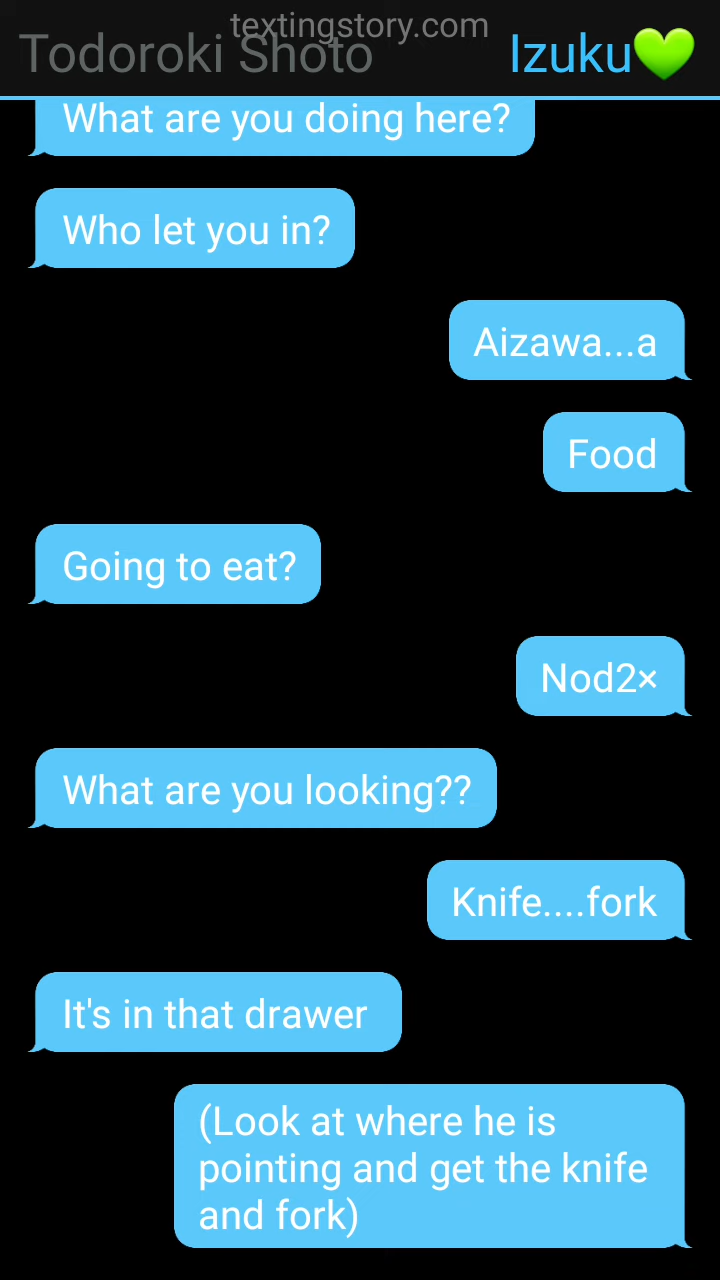 textingstory.com
Todoroki Shoto Izuku💚
What are you doing here?
Who let you in?
Aizawa...a
Food
Going to eat?
Nod2×
What are you looking??
Knife....fork
It's in that drawer
(Look at where he is
pointing and get the knife
and fork)